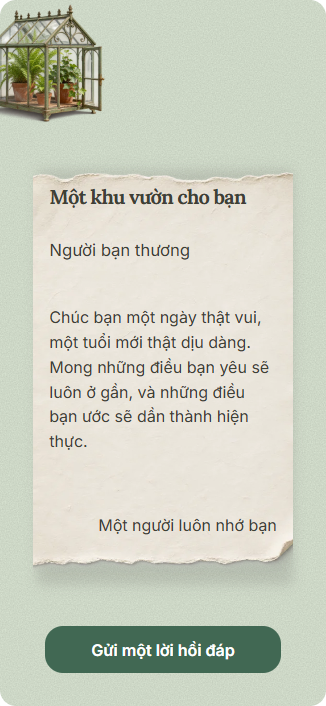 Một khu vườn cho bạn
Người bạn thương
Chúc bạn một ngày thật vui,
một tuổi mới thật dịu dàng.
Mong những điều bạn yêu sẽ
luôn ở gần, và những điều
bạn ước sẽ dần thành hiện
thực.
Một người luôn nhớ bạn
Gửi một lời hồi đáp